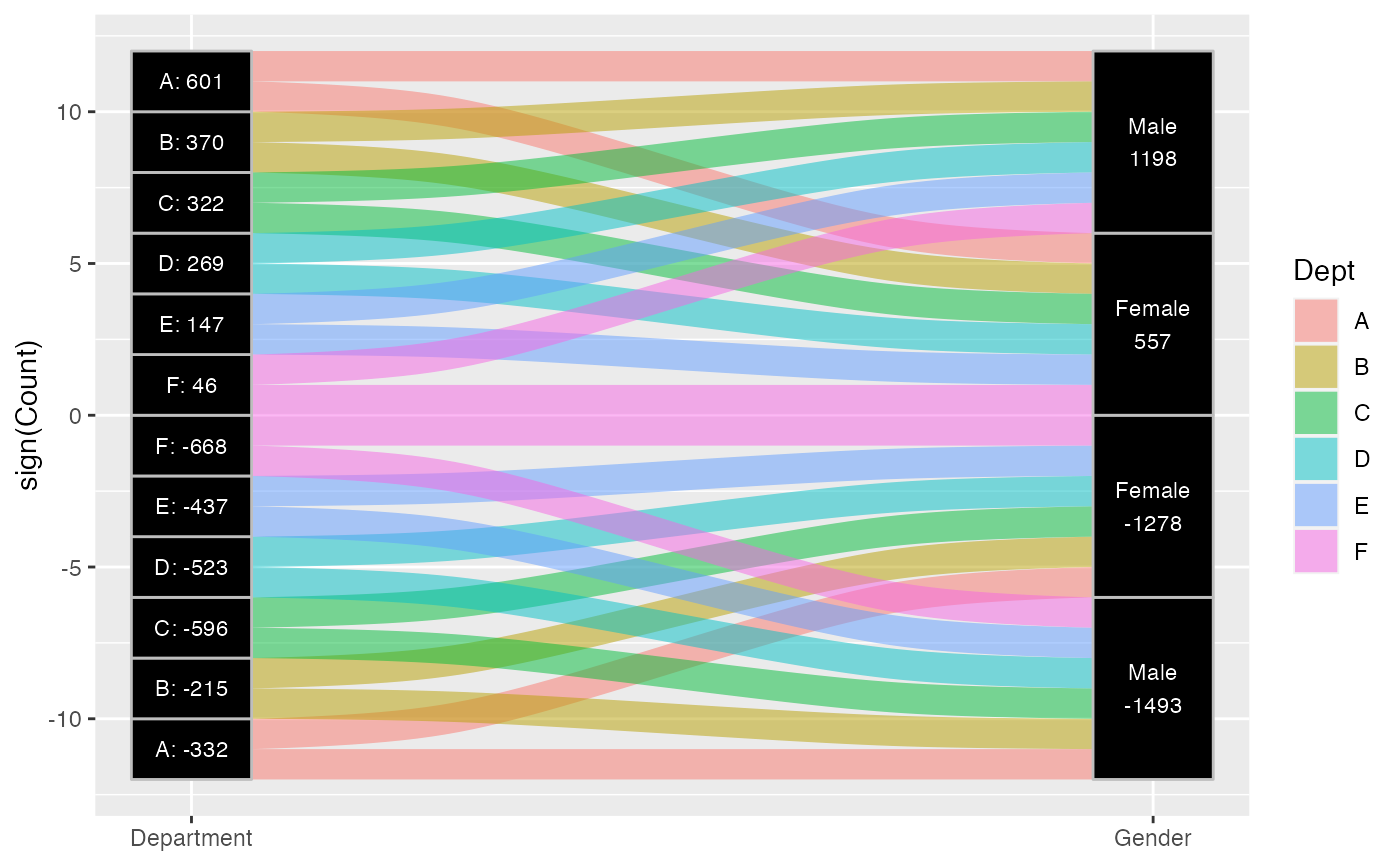 sign(Count)
10
5
0
-5
-10
A: 601
B: 370
C: 322
D: 269
E: 147
F: 46
F: -668
E: -437
D: -523
C: -596
B: -215
A: -332
Male
1198
Female
557
Female
-1278
Male
-1493
Department
Gender
Dept
A
B
C
D
E
F